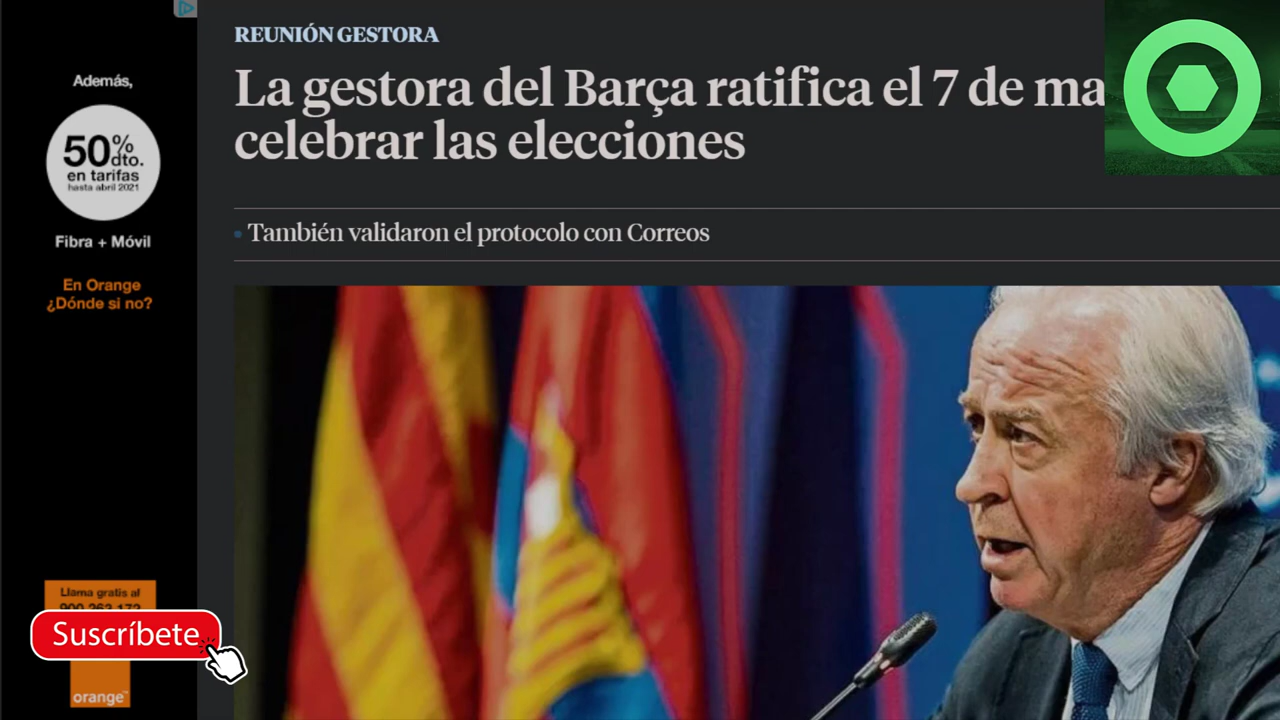 Además,
50%
dto.
en tarifas
hasta abril 2021
Fibra + Móvil
En Orange
¿Dónde si no?
Llama gratis al
Suscríbete
orange™
REUNIÓN GESTORA
La gestora del Barça ratifica el 7 de ma
celebrar las elecciones
También validaron el protocolo con Correos